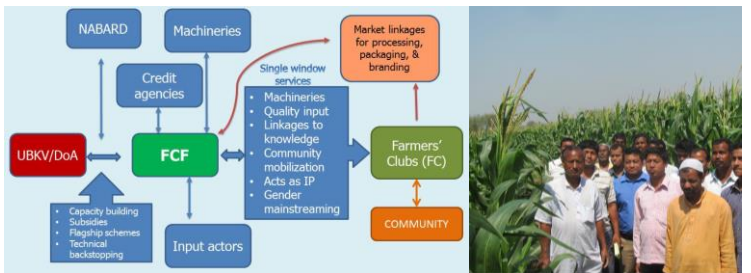 NABARD
Machineries
Market linkages
for processing,
packaging, &
branding
Credit
agencies
Single window
services
• Machineries
• Quality input
• Linkages to
knowledge
• Community
mobilization
• Acts as IP
• Gender
mainstreaming
UBKV/DoA
FCF
Farmers'
Clubs (FC)
• Capacity building
• Subsidies
• Flagship schemes
• Technical
backstopping
Input actors
COMMUNITY